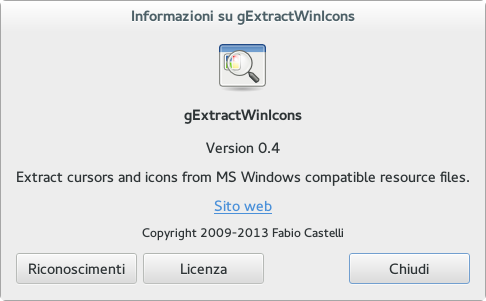 Informazioni su gExtractWinIcons
gExtractWinIcons
Version 0.4
Extract cursors and icons from MS Windows compatible resource files.
Sito web
Copyright 2009-2013 Fabio Castelli
Riconoscimenti Licenza Chiudi